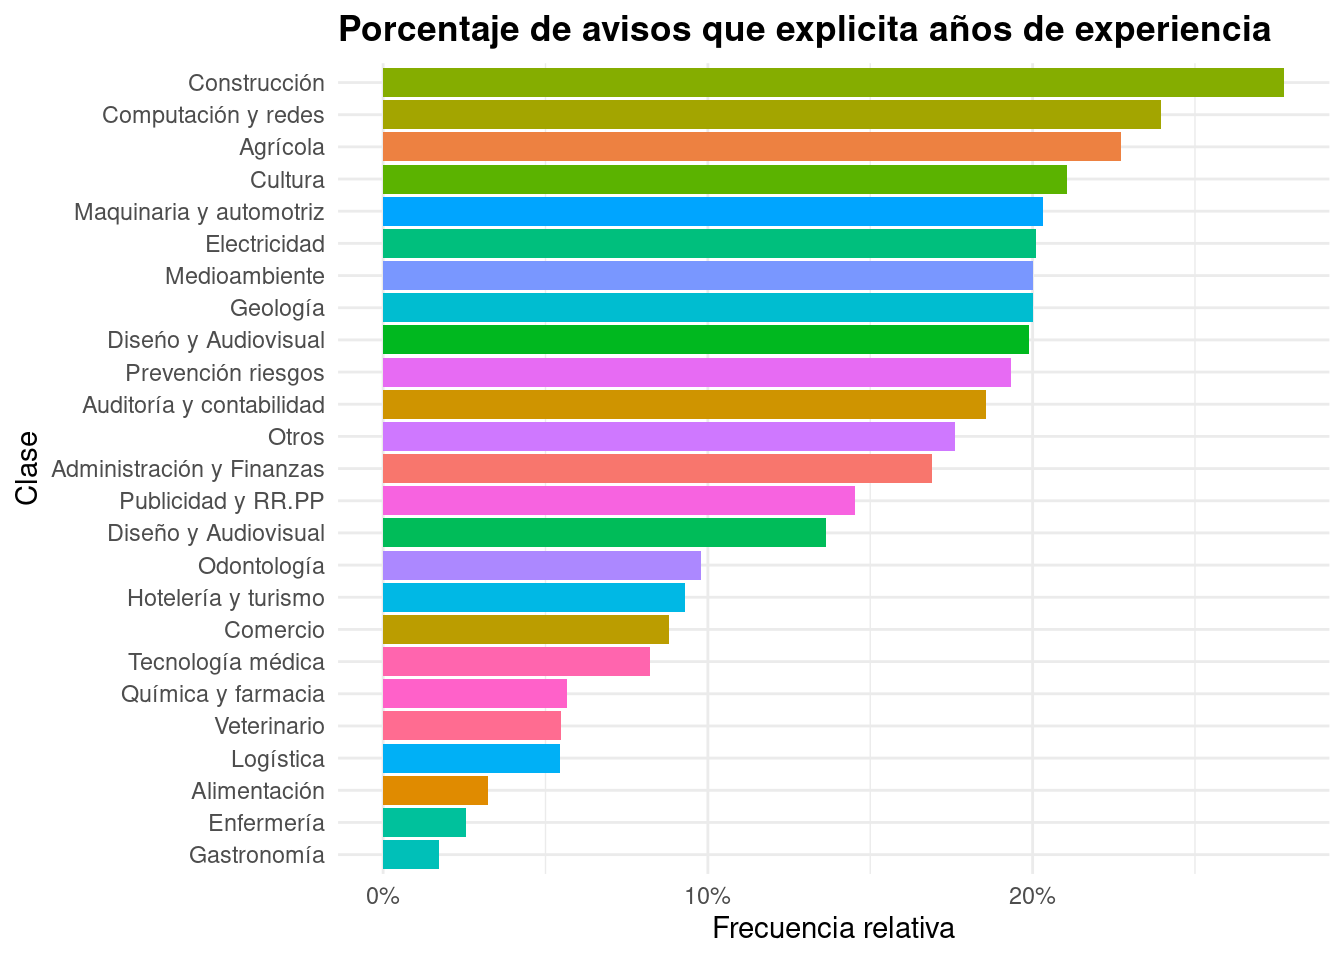 Porcentaje de avisos que explicita años de experiencia
Clase
Construcción
Computación y redes
Agrícola
Cultura
Maquinaria y automotriz
Electricidad
Medioambiente
Geología
Diseńo y Audiovisual
Prevención riesgos
Auditoría y contabilidad
Otros
Administración y Finanzas
Publicidad y RR.PP
Diseño y Audiovisual
Odontología
Hotelería y turismo
Comercio
Tecnología médica
Química y farmacia
Veterinario
Logística
Alimentación
Enfermería
Gastronomía
0% 10% 20%
Frecuencia relativa